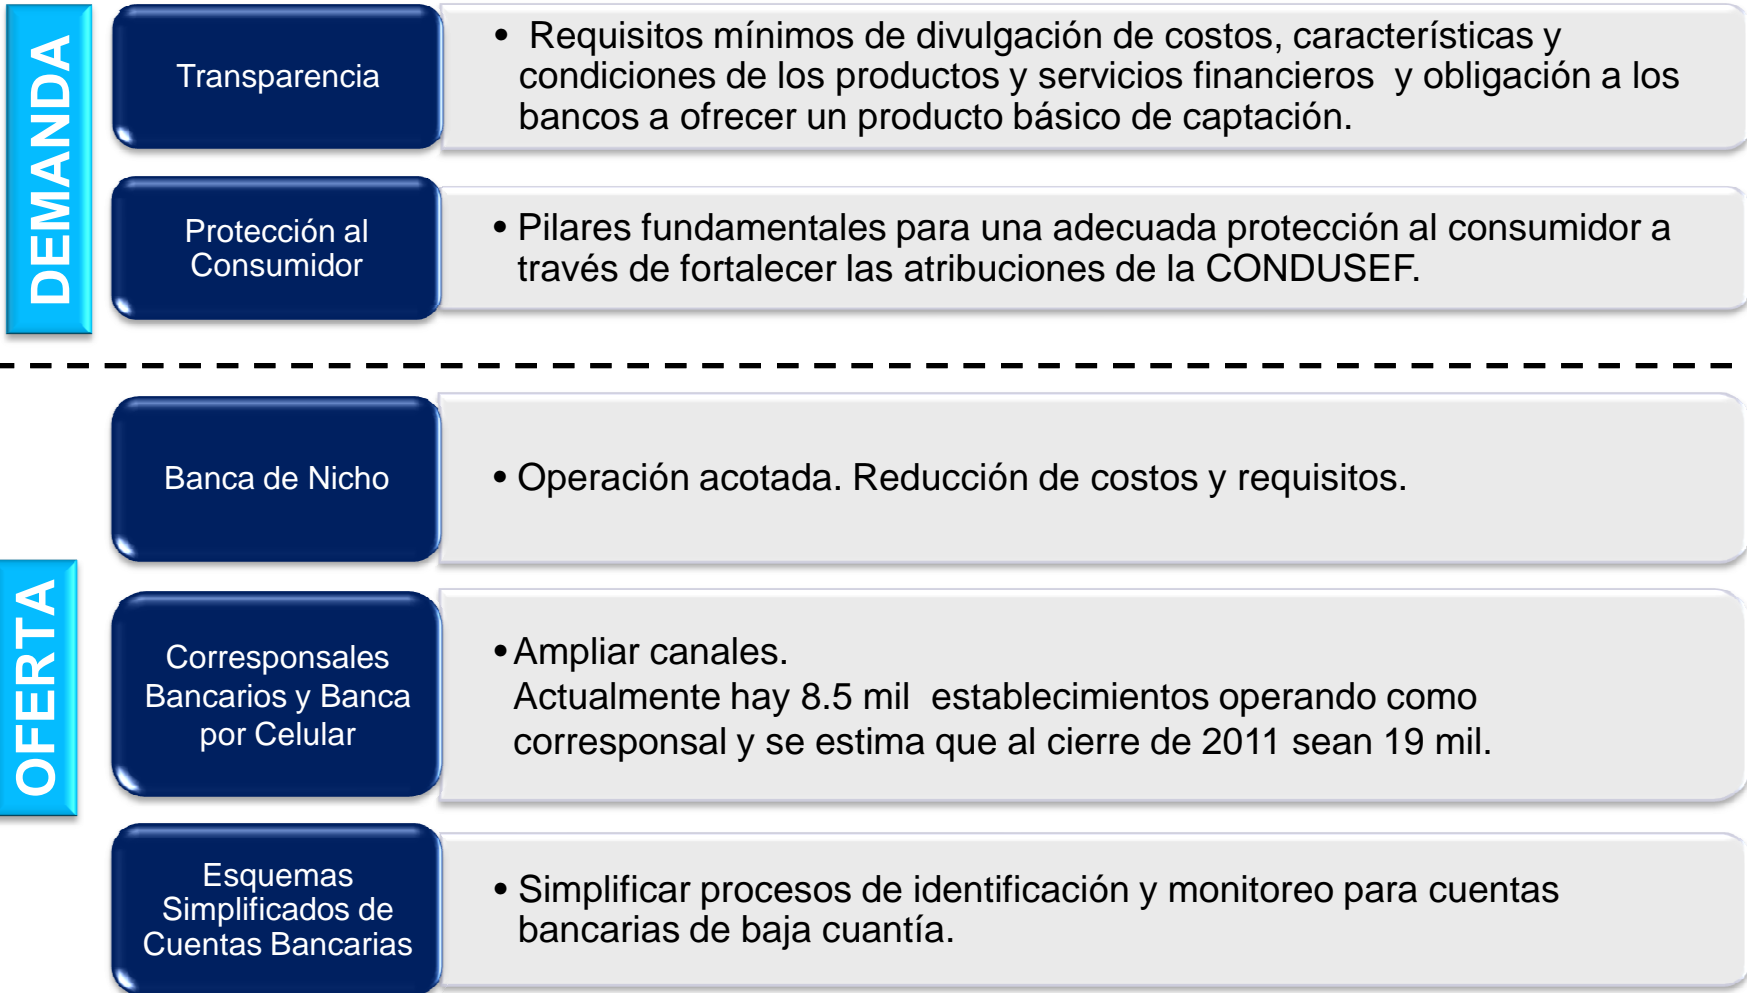 DEMANDA
Transparencia
• Requisitos mínimos de divulgación de costos, características y
condiciones de los productos y servicios financieros y obligación a los
bancos a ofrecer un producto básico de captación.
Protección al
Consumidor
• Pilares fundamentales para una adecuada protección al consumidor a
través de fortalecer las atribuciones de la CONDUSEF.
OFERTA
Banca de Nicho
• Operación acotada. Reducción de costos y requisitos.
Corresponsales
Bancarios y Banca
por Celular
• Ampliar canales.
Actualmente hay 8.5 mil establecimientos operando como
corresponsal y se estima que al cierre de 2011 sean 19 mil.
Esquemas
Simplificados de
Cuentas Bancarias
• Simplificar procesos de identificación y monitoreo para cuentas
bancarias de baja cuantía.